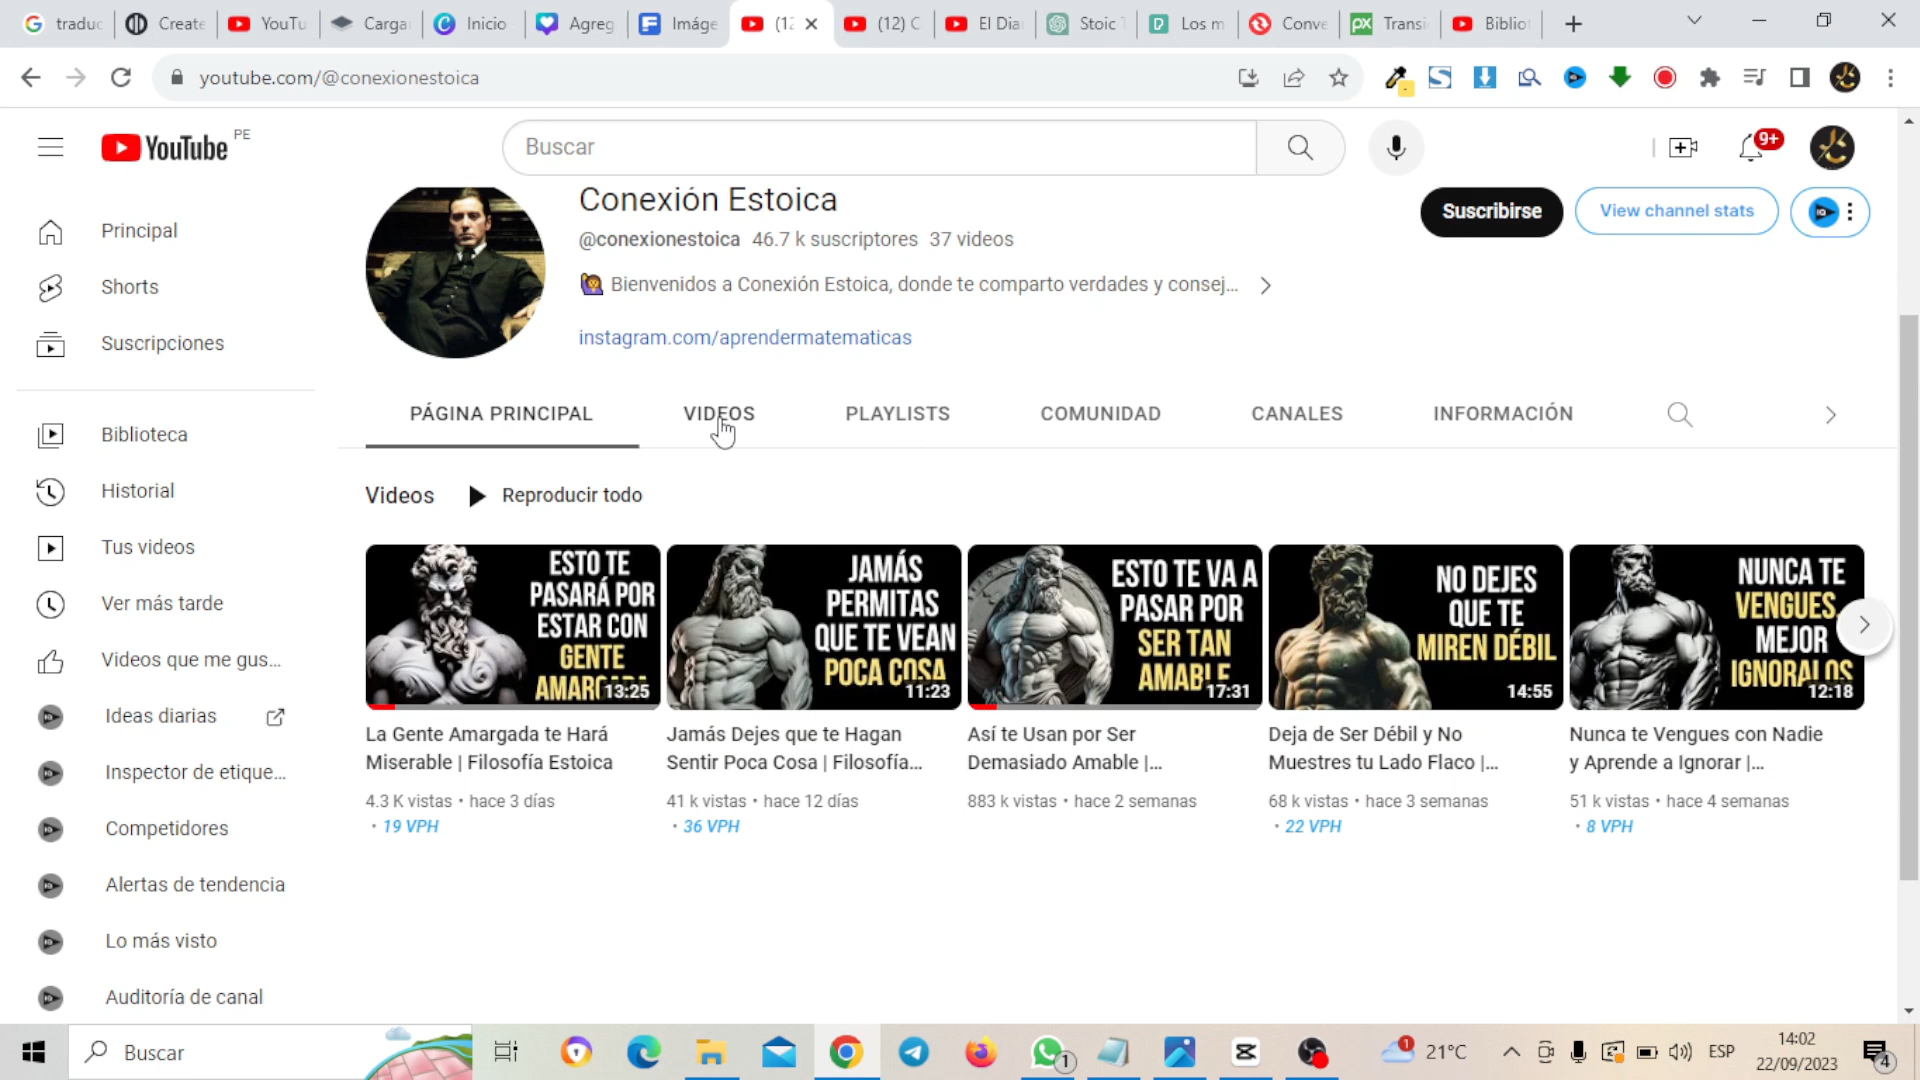 traduc
Create
YouTu
Carga
Inicio
Agreg
Imáge
(12
(12) C
El Dia
Stoic T
Los m
Conve
Transi
Bibliot
youtube.com/@conexionestoica
YouTube PE
Buscar
9+
Principal
Shorts
Suscripciones
Biblioteca
Historial
Tus videos
Ver más tarde
Videos que me gus...
Ideas diarias
Inspector de etique...
Competidores
Alertas de tendencia
Lo más visto
Auditoría de canal
Conexión Estoica
@conexionestoica 46.7 k suscriptores 37 videos
Bienvenidos a Conexión Estoica, donde te comparto verdades y consej...
instagram.com/aprendermatematicas
Suscribirse
View channel stats
PÁGINA PRINCIPAL
VIDEOS
PLAYLISTS
COMUNIDAD
CANALES
INFORMACIÓN
Videos
Reproducir todo
ESTO TE
PASARÁ POR
ESTAR CON
GENTE
AMARGADA
13:25
La Gente Amargada te Hará
Miserable | Filosofía Estoica
4.3 K vistas • hace 3 días
• 19 VPH
JAMÁS
PERMITAS
QUE TE VEAN
POCA COSA
11:23
Jamás Dejes que te Hagan
Sentir Poca Cosa | Filosofía...
41 k vistas • hace 12 días
• 36 VPH
ESTO TE VA A
PASAR POR
SER TAN
AMABLE
17:31
Así te Usan por Ser
Demasiado Amable |...
883 k vistas • hace 2 semanas
NO DEJES
QUE TE
MIREN DÉBIL
14:55
Deja de Ser Débil y No
Muestres tu Lado Flaco |...
68 k vistas • hace 3 semanas
• 22 VPH
NUNCA TE
VENGUES,
MEJOR
IGNORALOS
12:18
Nunca te Vengues con Nadie
y Aprende a Ignorar |...
51 k vistas • hace 4 semanas
• 8 VPH
Buscar
1
1
21°C
ESP
14:02
22/09/2023
4